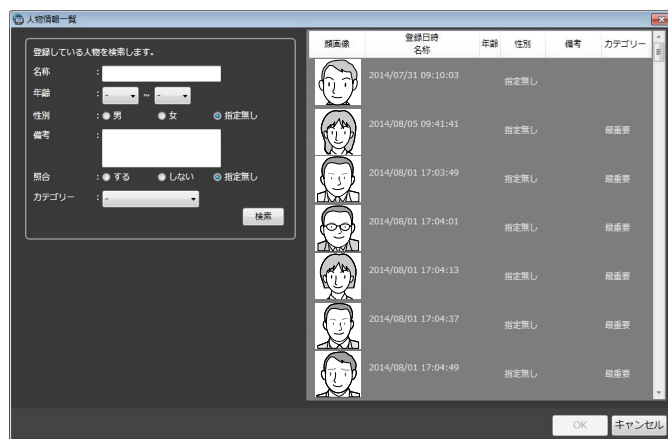 人物情報一覧
登録している人物を検索します。
名称 :
年齢 : - ～ -
性別 : 男 女 指定無し
備考 :
照合 : する しない 指定無し
カテゴリー : -
検索
顔画像 登録日時 名称 年齢 性別 備考 カテゴリー
2014/07/31 09:10:03
指定無し
2014/08/05 09:41:41
指定無し 最重要
2014/08/01 17:03:49
指定無し 最重要
2014/08/01 17:04:01
指定無し 最重要
2014/08/01 17:04:13
指定無し 最重要
2014/08/01 17:04:37
指定無し 最重要
2014/08/01 17:04:49
指定無し 最重要
OK キャンセル